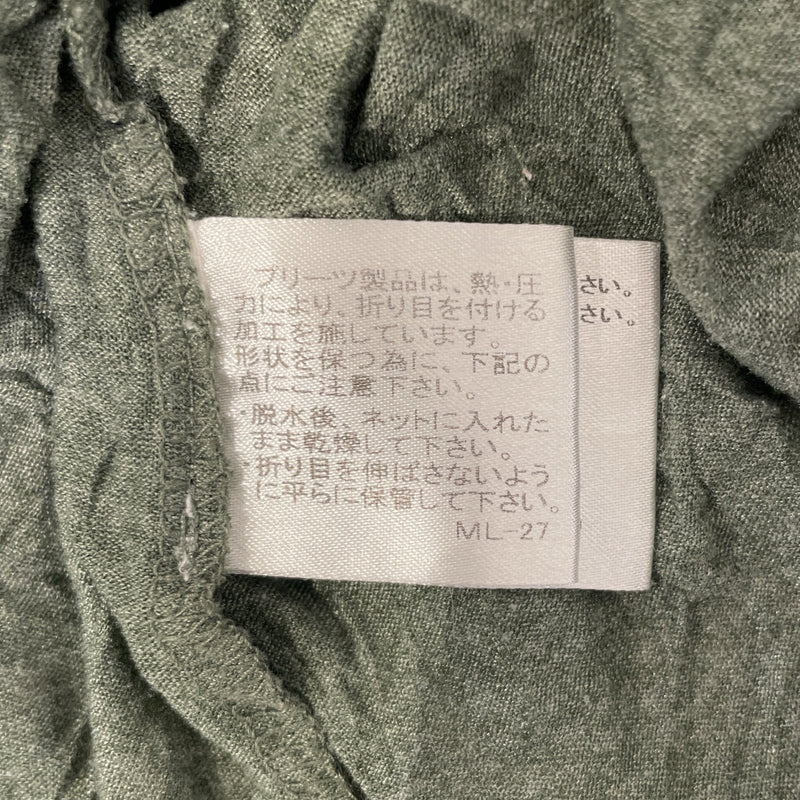 プリーツ製品は、熱・圧
力により、折り目を付ける
加工を施しています。
形状を保つ為に、下記の
点にご注意下さい。
・脱水後、ネットに入れた
まま乾燥して下さい。
・折り目を伸ばさないよう
に平らに保管して下さい。
ML-27
さい。
さい。